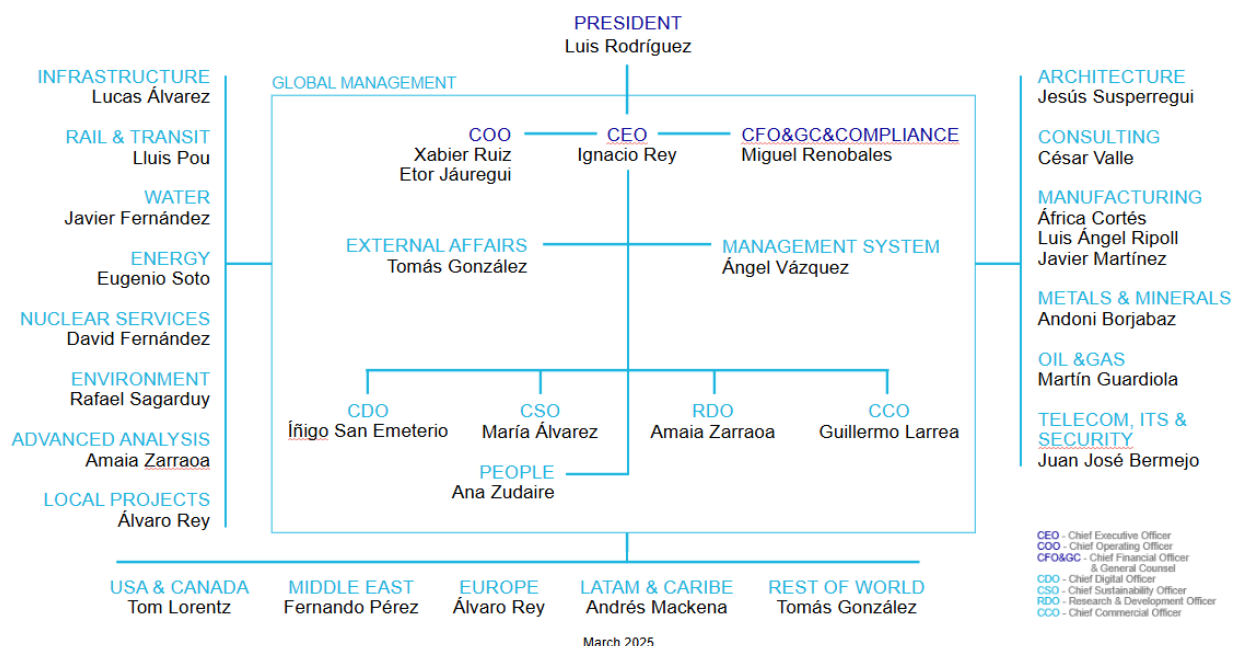 PRESIDENT
Luis Rodríguez
INFRASTRUCTURE
Lucas Álvarez
RAIL & TRANSIT
Lluis Pou
WATER
Javier Fernández
ENERGY
Eugenio Soto
NUCLEAR SERVICES
David Fernández
ENVIRONMENT
Rafael Sagarduy
ADVANCED ANALYSIS
Amaia Zarraoa
LOCAL PROJECTS
Álvaro Rey
GLOBAL MANAGEMENT
COO
Xabier Ruiz
Etor Jáuregui
CEO
Ignacio Rey
CFO&GC&COMPLIANCE
Miguel Renobales
EXTERNAL AFFAIRS
Tomás González
MANAGEMENT SYSTEM
Ángel Vázquez
CDO
Íñigo San Emeterio
CSO
María Álvarez
RDO
Amaia Zarraoa
CCO
Guillermo Larrea
PEOPLE
Ana Zudaire
ARCHITECTURE
Jesús Susperregui
CONSULTING
César Valle
MANUFACTURING
África Cortés
Luis Ángel Ripoll
Javier Martínez
METALS & MINERALS
Andoni Borjabaz
OIL &GAS
Martín Guardiola
TELECOM, ITS &
SECURITY
Juan José Bermejo
USA & CANADA
Tom Lorentz
MIDDLE EAST
Fernando Pérez
EUROPE
Álvaro Rey
LATAM & CARIBE
Andrés Mackena
REST OF WORLD
Tomás González
CEO - Chief Executive Officer
COO - Chief Operating Officer
CFO&GC - Chief Financial Officer
& General Counsel
CDO - Chief Digital Officer
CSO - Chief Sustainability Officer
RDO - Research & Development Officer
CCO - Chief Commercial Officer
March 2025